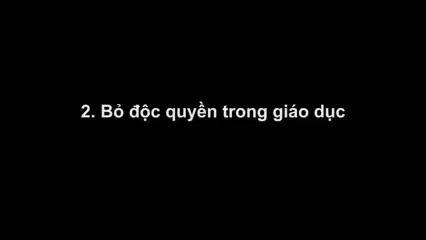 2. Bỏ độc quyền trong giáo dục